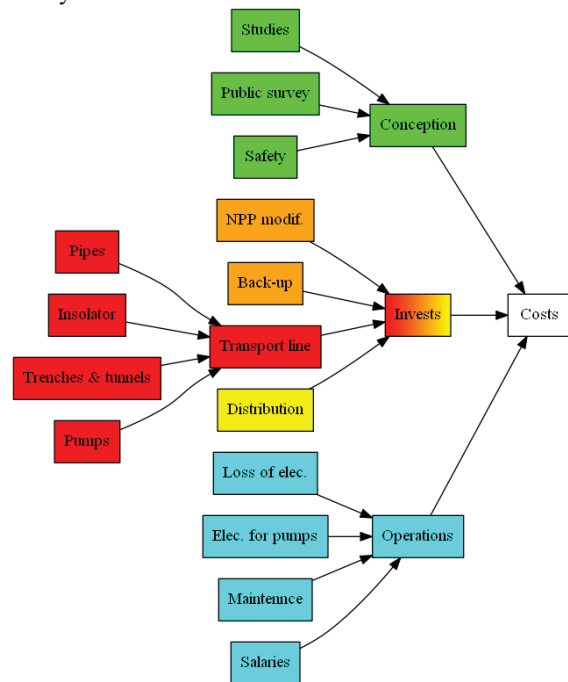 Studies
Public survey
Conception
Safety
NPP modif.
Pipes
Back-up
Insolator
Invests
Costs
Transport line
Trenches & tunnels
Distribution
Pumps
Loss of elec.
Elec. for pumps
Operations
Maintennce
Salaries